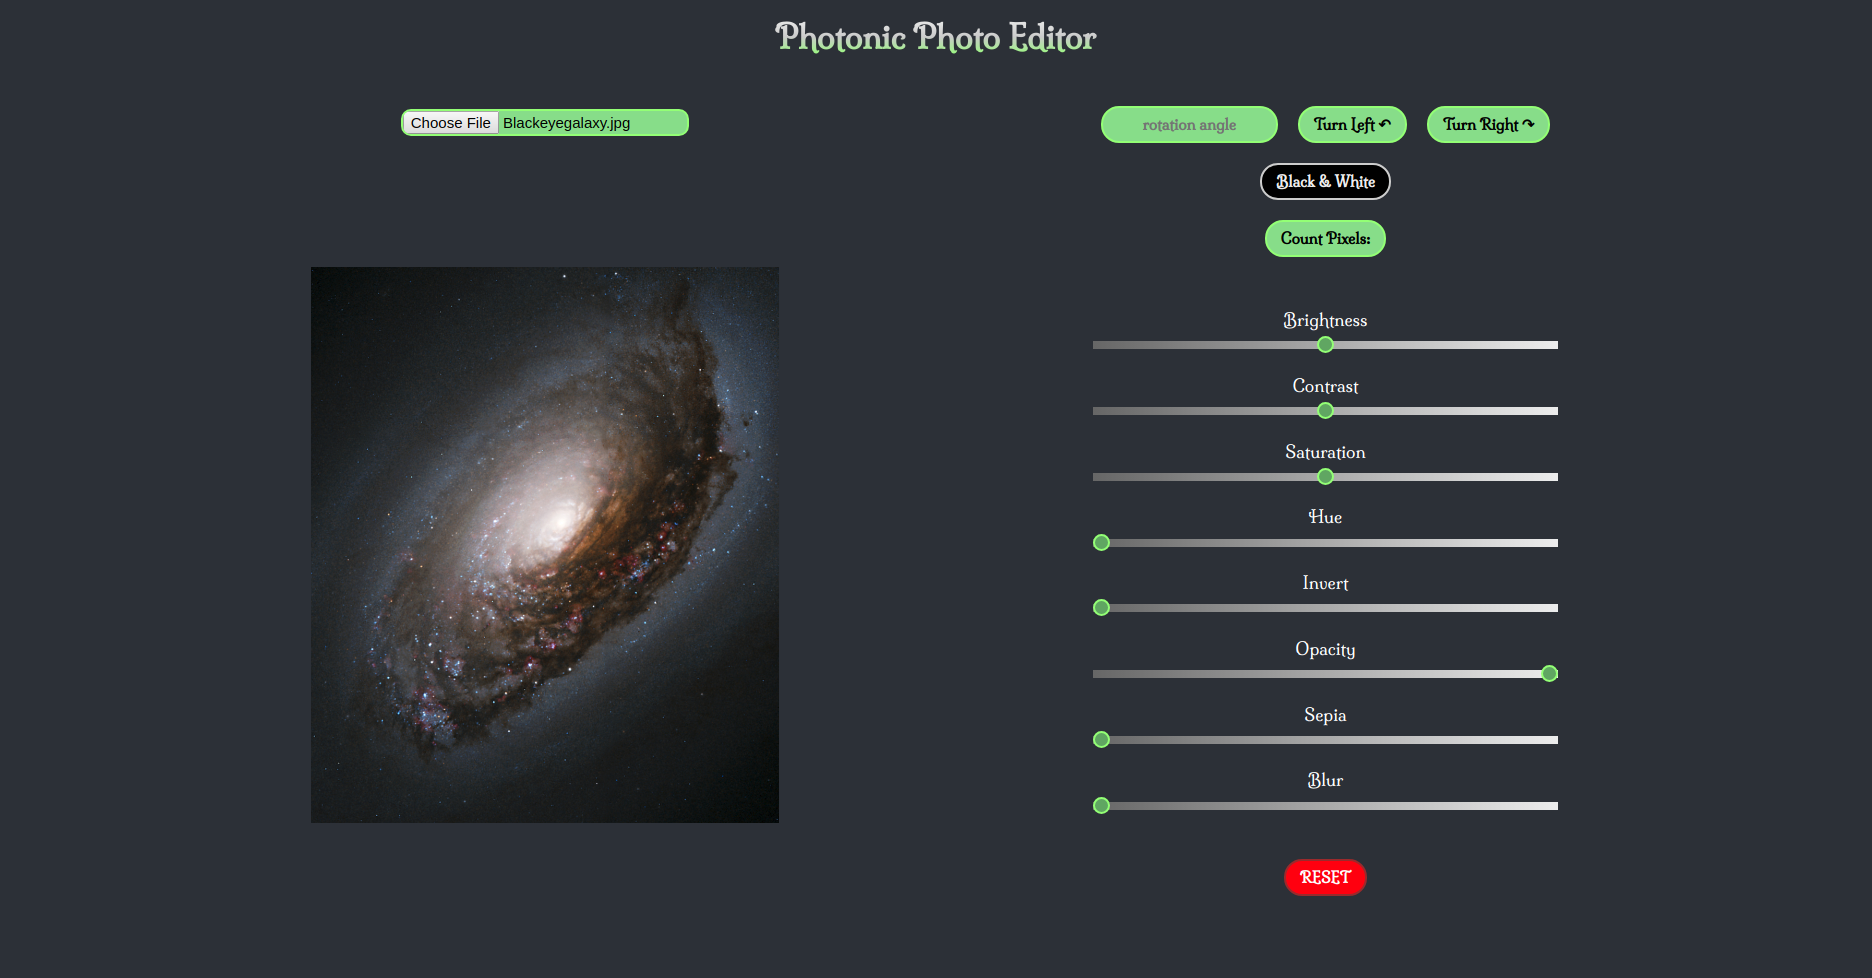 Photonic Photo Editor
Choose File Blackeyegalaxy.jpg
rotation angle Turn Left ↶ Turn Right ↷
Black & White
Count Pixels:
Brightness
Contrast
Saturation
Hue
Invert
Opacity
Sepia
Blur
RESET